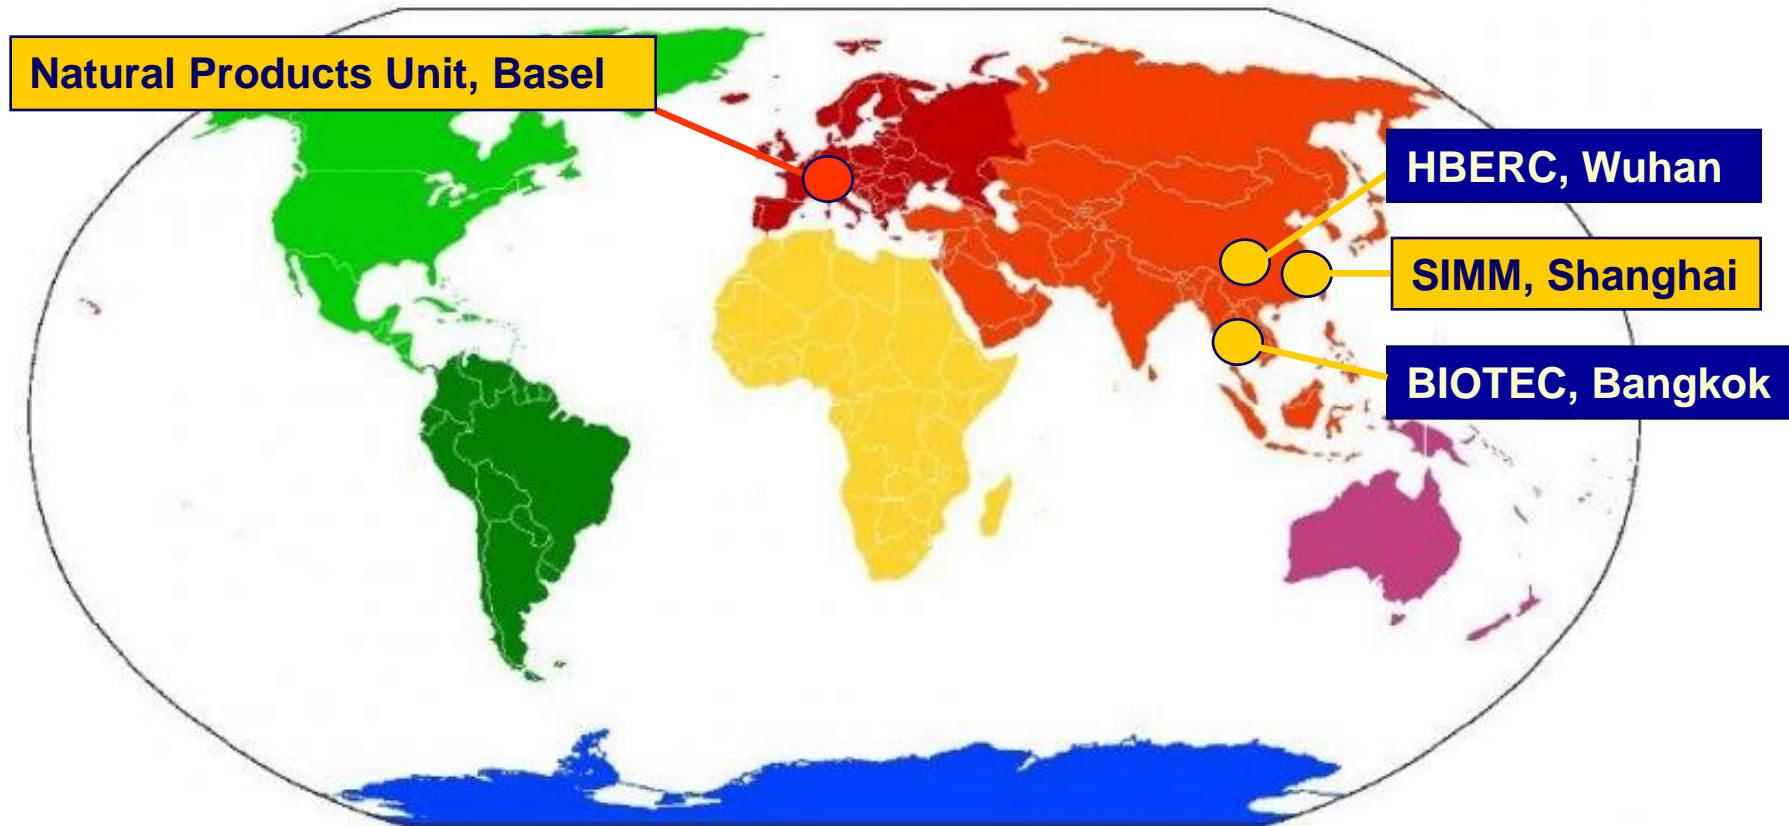 Natural Products Unit, Basel
HBERC, Wuhan
SIMM, Shanghai
BIOTEC, Bangkok